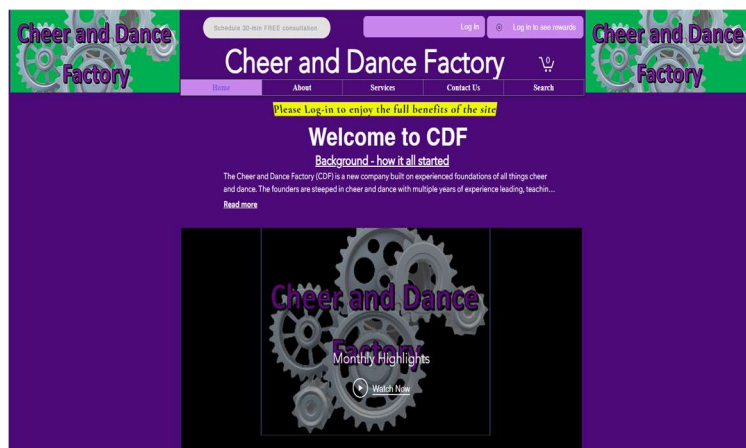 Cheer and Dance
Factory
Schedule 30-min FREE consultation
Log In
Log in to see rewards
Cheer and Dance
Factory
Cheer and Dance Factory
0
Home
About
Services
Contact Us
Search
Please Log-in to enjoy the full benefits of the site
Welcome to CDF
Background - how it all started
The Cheer and Dance Factory (CDF) is a new company built on experienced foundations of all things cheer
and dance. The founders are steeped in cheer and dance with multiple years of experience leading, teachin...
Read more
Cheer and Dance
Factory
Monthly Highlights
Watch Now